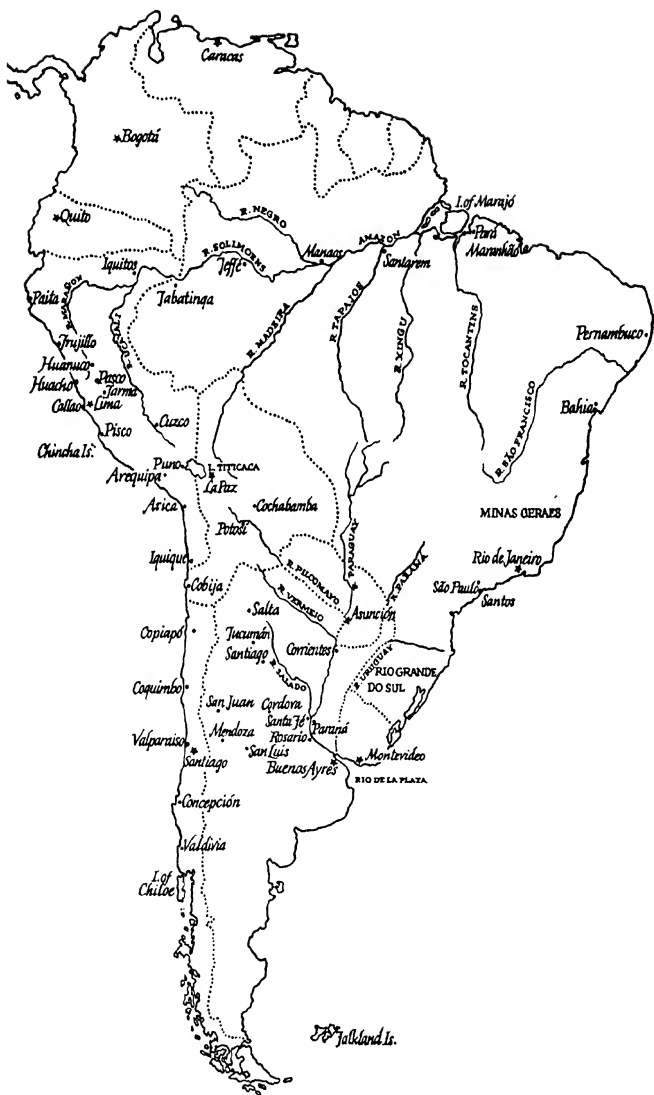 Caracas
Bogotá
I. of Marajó
Quito
R. NEGRO
AMAZON
Pará
Maranhão
Manaos
Santarem
R. SOLIMOENS
Iquitos
Jeffé
Tabatinga
R. MARAÑON
Paita
R. UCAYALI
R. MADEIRA
R. TAPAJOS
R. XINGU
R. TOCANTINS
Pernambuco
Trujillo
Huanuco
Pasco
Huacho
Tarma
Callao
Lima
R. SÃO FRANCISCO
Bahia
Pisco
Cuzco
Chincha Is.
Puno
L. TITICACA
Arequipa
La Paz
Arica
Cochabamba
MINAS GERAES
Potosi
PARAGUAY
Iquique
R. PILCOMAYO
R. PARANA
Rio de Janeiro
Cobija
R. VERMEJO
São Paulo
Santos
Salta
Asunción
Copiapó
Tucumán
Corrientes
Santiago
R. URUGUAY
RIO GRANDE
DO SUL
R. SALADO
Coquimbo
San Juan
Cordova
Santa Fé
Paraná
Mendoza
Rosario
Valparaiso
San Luis
Montevideo
Santiago
Buenos Ayres
RIO DE LA PLATA
Concepción
Valdivia
I. of
Chiloe
Falkland Is.